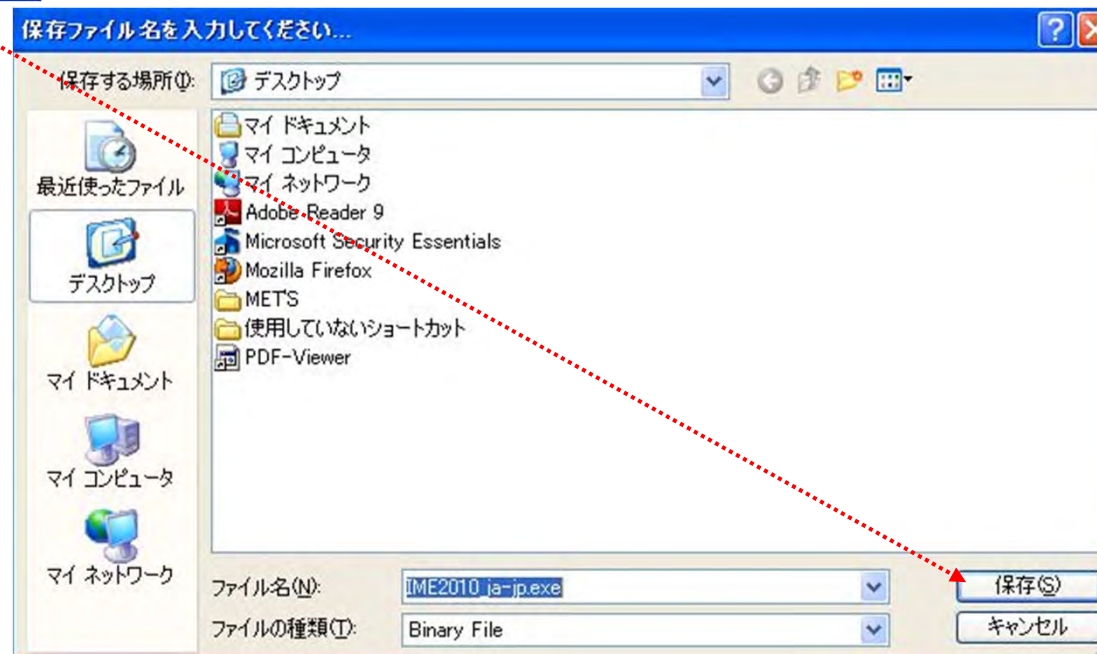 保存ファイル名を入力してください...
保存する場所(I):
デスクトップ
最近使ったファイル
デスクトップ
マイ ドキュメント
マイ コンピュータ
マイ ネットワーク
マイ ドキュメント
マイ コンピュータ
マイ ネットワーク
Adobe Reader 9
Microsoft Security Essentials
Mozilla Firefox
MET'S
使用していないショートカット
PDF-Viewer
ファイル名(N):
IME2010_ja-jp.exe
保存(S)
ファイルの種類(T):
Binary File
キャンセル